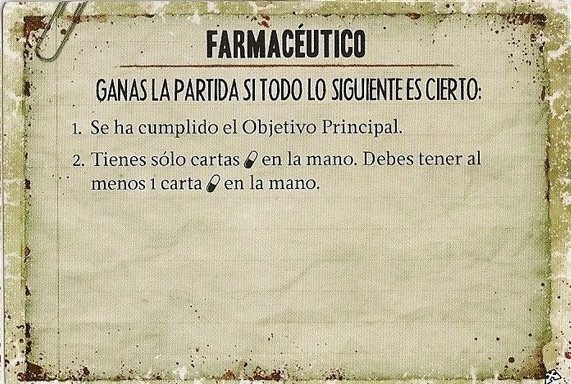 FARMACÉUTICO
GANAS LA PARTIDA SI TODO LO SIGUIENTE ES CIERTO:
1. Se ha cumplido el Objetivo Principal.
2. Tienes sólo cartas en la mano. Debes tener al
menos 1 carta en la mano.